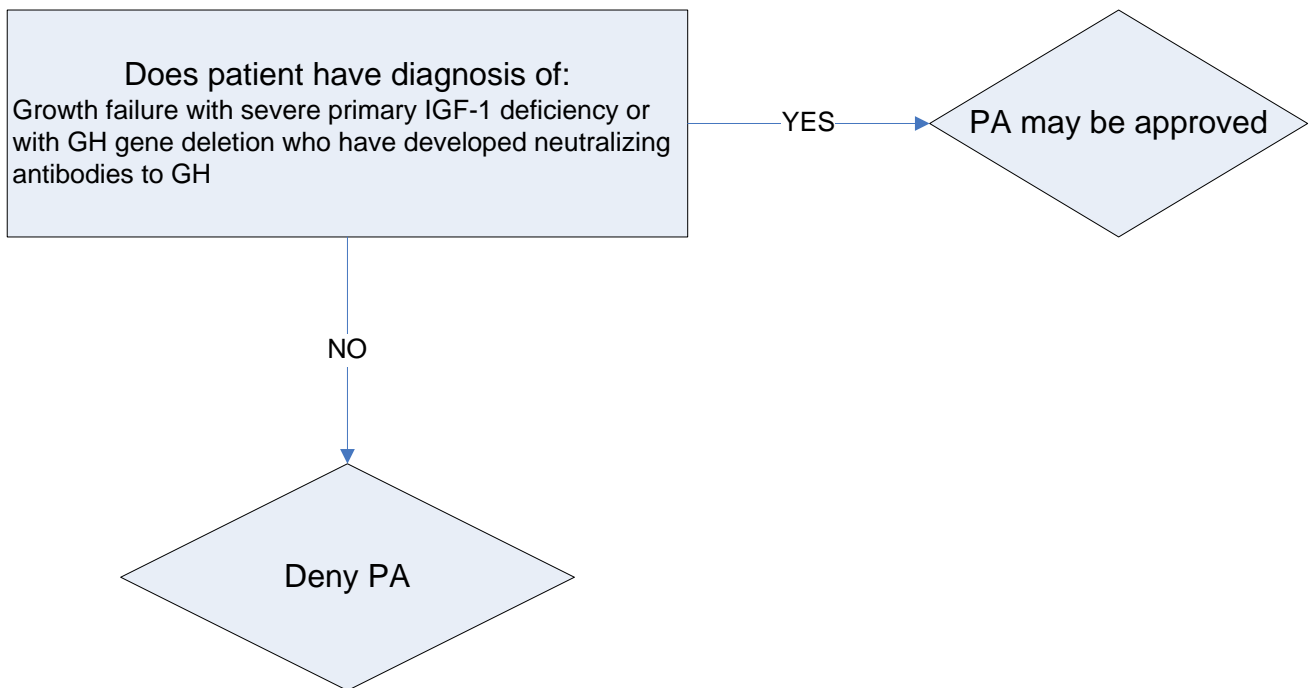 Does patient have diagnosis of:
Growth failure with severe primary IGF-1 deficiency or
with GH gene deletion who have developed neutralizing
antibodies to GH
YES
PA may be approved
NO
Deny PA